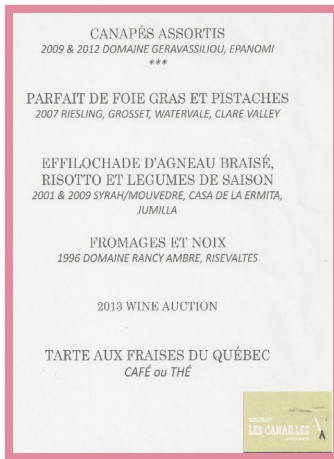 CANAPÉS ASSORTIS
2009 & 2012 DOMAINE GERAVASSILIOU, EPANOMI
***
PARFAIT DE FOIE GRAS ET PISTACHES
2007 RIESLING, GROSSET, WATERVALE, CLARE VALLEY
EFFILOCHADE D'AGNEAU BRAISÉ,
RISOTTO ET LEGUMES DE SAISON
2001 & 2009 SYRAH/MOUVEDRE, CASA DE LA ERMITA,
JUMILLA
FROMAGES ET NOIX
1996 DOMAINE RANCY AMBRE, RISEVALTES
2013 WINE AUCTION
TARTE AUX FRAISES DU QUÉBEC
CAFÉ ou THÉ
RESTAURANT
LES CANAILLES